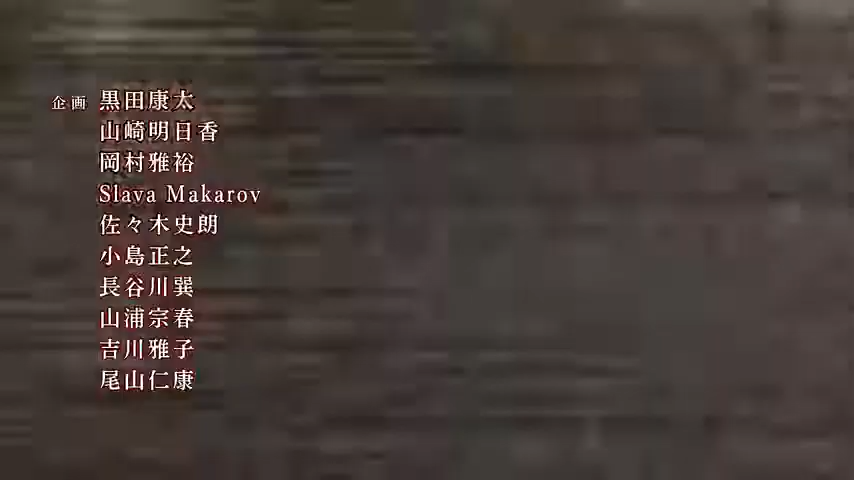 企画 黒田康太
山崎明日香
岡村雅裕
Slava Makarov
佐々木史朗
小島正之
長谷川巽
山浦宗春
吉川雅子
尾山仁康